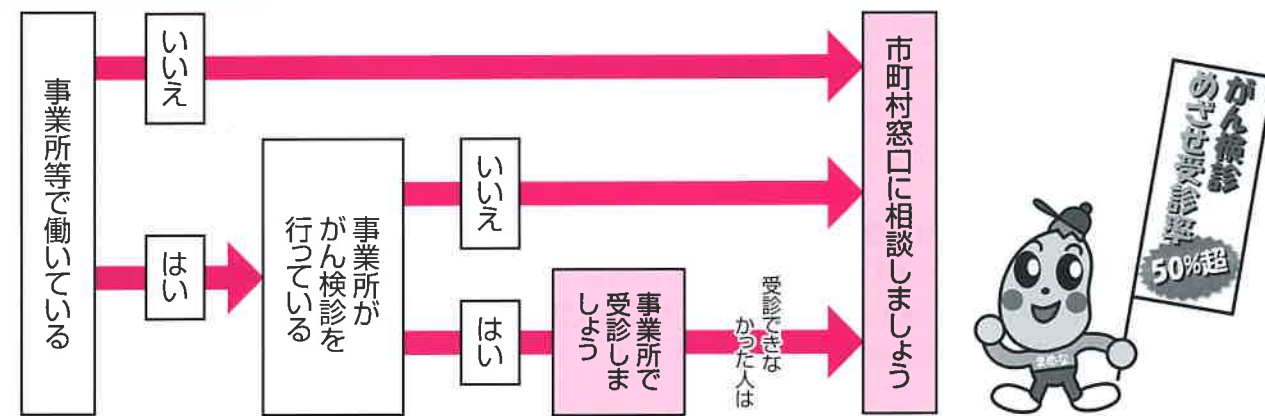 事業所等で働いている
いいえ
はい
事業所が
がん検診を
行っている
いいえ
はい
事業所で
受診しま
しょう
受診できな
かった人は
市町村窓口に相談しましょう
がん検診
めざせ受診率
50%超
まめな